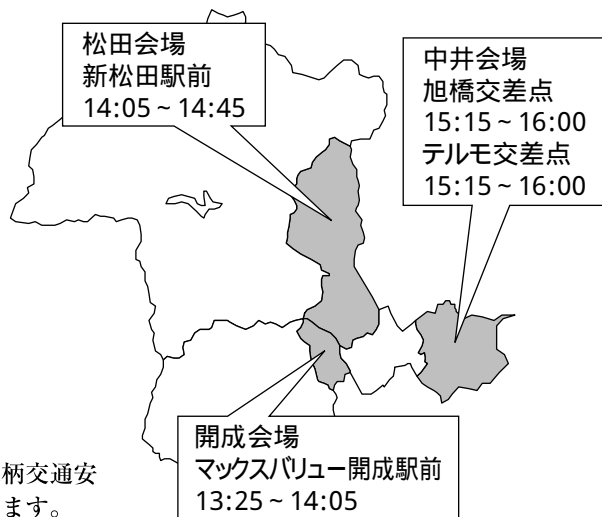 松田会場
新松田駅前
14:05~14:45
中井会場
旭橋交差点
15:15~16:00
テルモ交差点
15:15~16:00
開成会場
マックスバリュー開成駅前
13:25~14:05
柄交通安
ます。